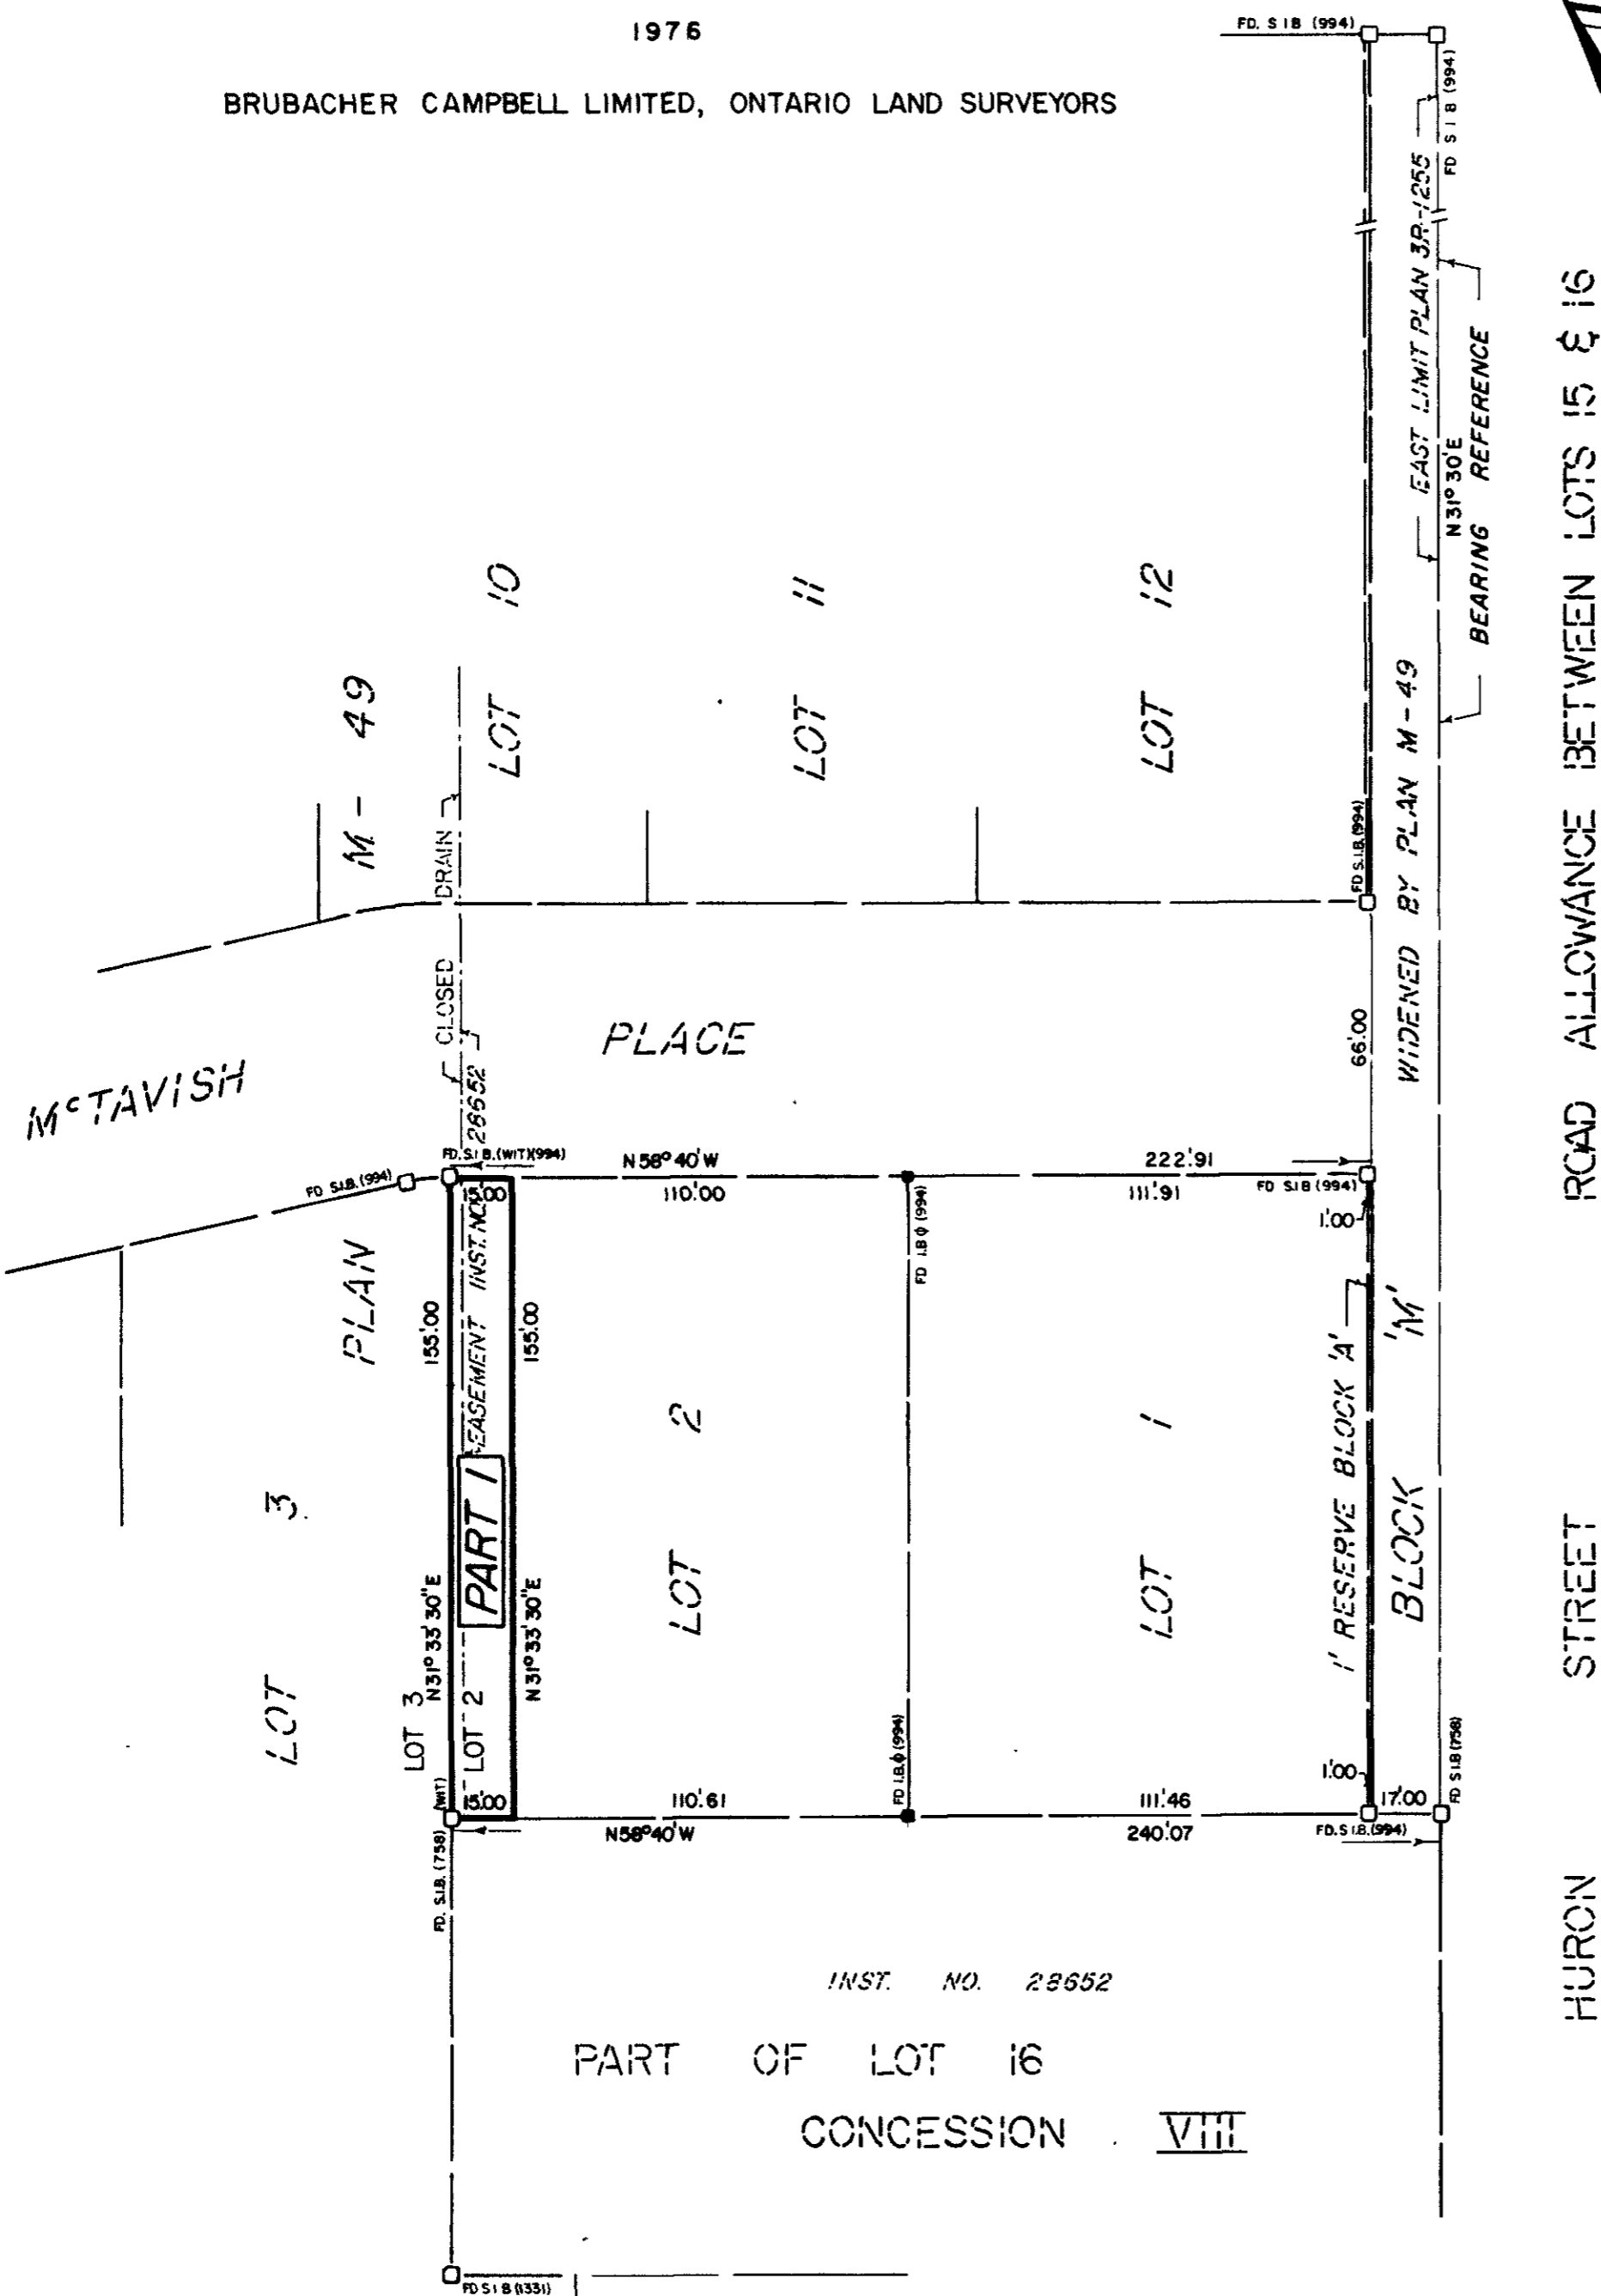 1976
FD. S I B (994)
BRUBACHER CAMPBELL LIMITED, ONTARIO LAND SURVEYORS
FD S I B (994)
EAST LIMIT PLAN 3R-1255
N31°30'E
BEARING REFERENCE
ROAD ALLOWANCE BETWEEN LOTS 15 & 16
M - 49
LOT 10
LOT 11
LOT 12
CLOSED DRAIN
FD S.I.B.(994)
WIDENED BY PLAN M-49
McTAVISH
PLACE
66.00
FD. S.I B.(WIT)(994)
N58°40'W
222.91
FD S.I.B.(994)
15.00
110.00
111.91
FD S.I B (994)
1.00
PLAN
155.00
EASEMENT INST. NO. 28652
155.00
FD I.B ϕ (994)
1' RESERVE BLOCK 'A'
BLOCK 'M'
LOT 3
PART 1
LOT 2
LOT 1
N31°33'30"E
N31°33'30"E
LOT 3
LOT 2
HURON STREET
FD. S.I.B. (758) (WIT)
15.00
110.61
FD I.B.ϕ (994)
111.46
1.00
17.00
FD S I B (758)
N58°40'W
240.07
FD. S I B.(994)
INST. NO. 28652
PART OF LOT 16
CONCESSION VIII
FD S I B (1331)